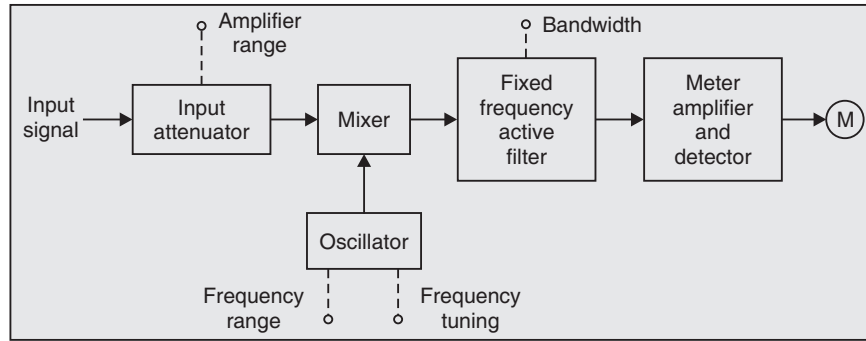 Amplifier
range
Bandwidth
Input
signal
Input
attenuator
Mixer
Fixed
frequency
active
filter
Meter
amplifier
and
detector
M
Oscillator
Frequency
range
Frequency
tuning